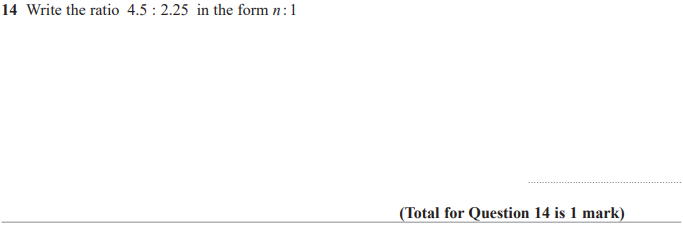 14 Write the ratio 4.5 : 2.25 in the form n : 1
(Total for Question 14 is 1 mark)